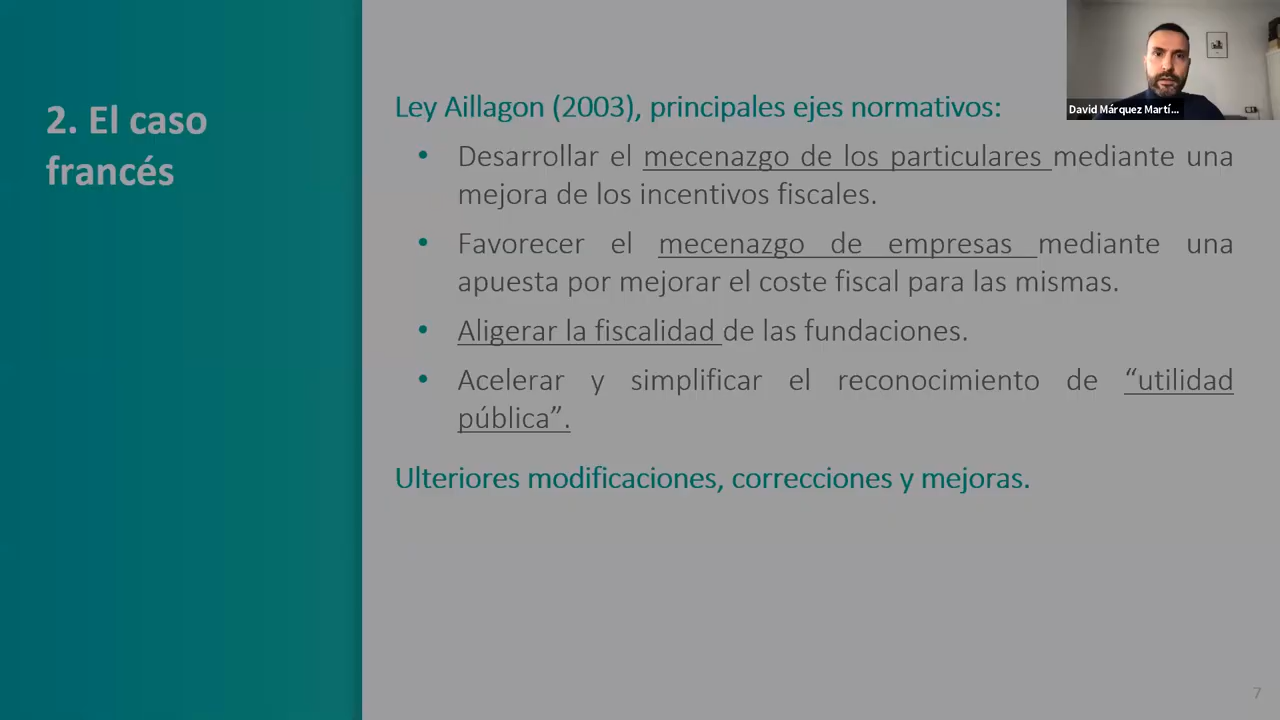 2. El caso
francés
Ley Aillagon (2003), principales ejes normativos:
• Desarrollar el mecenazgo de los particulares mediante una
mejora de los incentivos fiscales.
• Favorecer el mecenazgo de empresas mediante una
apuesta por mejorar el coste fiscal para las mismas.
• Aligerar la fiscalidad de las fundaciones.
• Acelerar y simplificar el reconocimiento de “utilidad
pública”.
Ulteriores modificaciones, correcciones y mejoras.
David Márquez Martí...
7